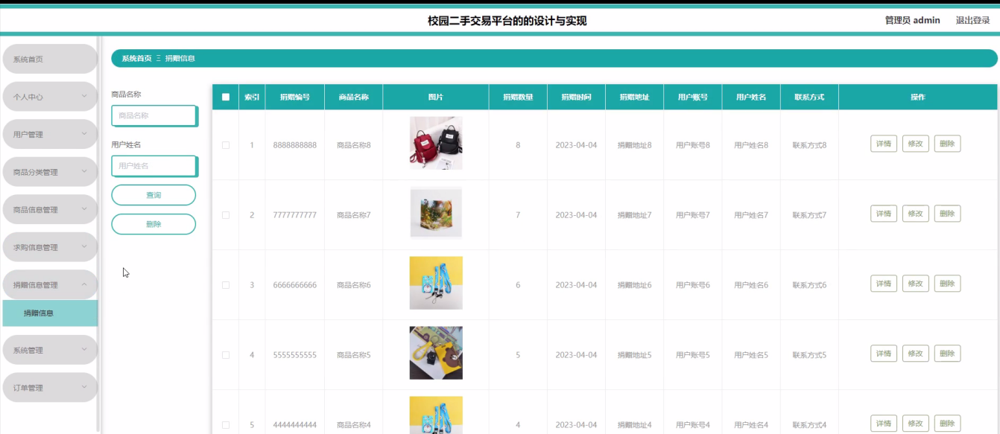 校园二手交易平台的的设计与实现
管理员 admin 退出登录
系统首页
个人中心
用户管理
商品分类管理
商品信息管理
求购信息管理
捐赠信息管理
捐赠信息
系统管理
订单管理
系统首页 Ξ 捐赠信息
商品名称
商品名称
用户姓名
用户姓名
查询
删除
索引 捐赠编号 商品名称 图片 捐赠数量 捐赠时间 捐赠地址 用户账号 用户姓名 联系方式 操作
1 8888888888 商品名称8 8 2023-04-04 捐赠地址8 用户账号8 用户姓名8 联系方式8 详情 修改 删除
2 7777777777 商品名称7 7 2023-04-04 捐赠地址7 用户账号7 用户姓名7 联系方式7 详情 修改 删除
3 6666666666 商品名称6 6 2023-04-04 捐赠地址6 用户账号6 用户姓名6 联系方式6 详情 修改 删除
4 5555555555 商品名称5 5 2023-04-04 捐赠地址5 用户账号5 用户姓名5 联系方式5 详情 修改 删除
5 4444444444 商品名称4 4 2023-04-04 捐赠地址4 用户账号4 用户姓名4 联系方式4 详情 修改 删除